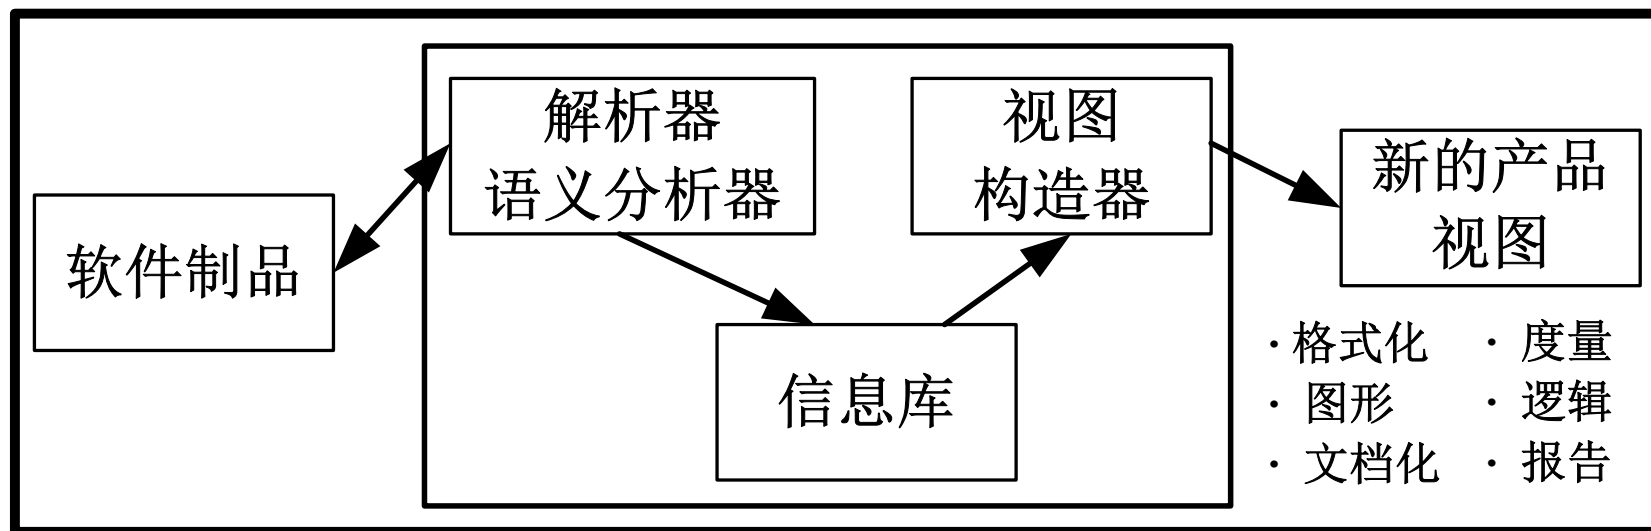 软件制品
解析器
语义分析器
信息库
视图
构造器
新的产品
视图
· 格式化
· 度量
· 图形
· 逻辑
· 文档化
· 报告